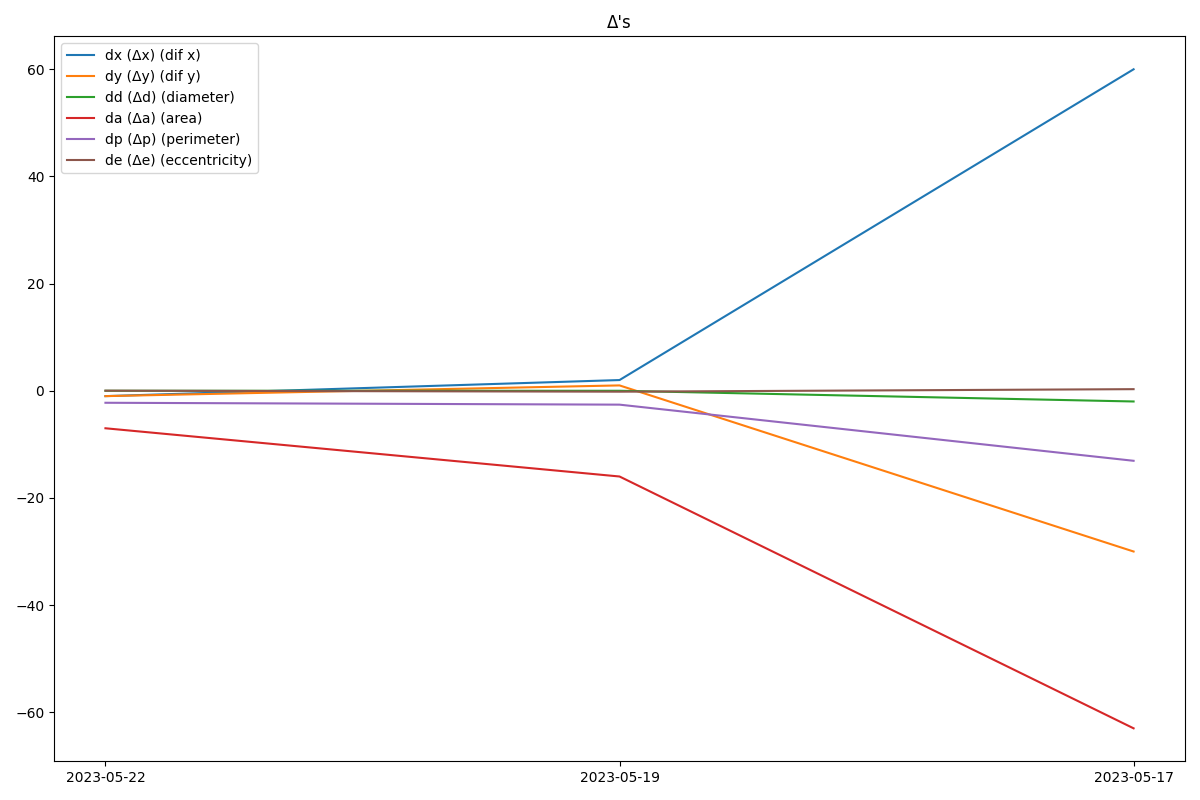 Δ's
dx (Δx) (dif x)
dy (Δy) (dif y)
dd (Δd) (diameter)
da (Δa) (area)
dp (Δp) (perimeter)
de (Δe) (eccentricity)
60
40
20
0
−20
−40
−60
2023-05-22 2023-05-19 2023-05-17